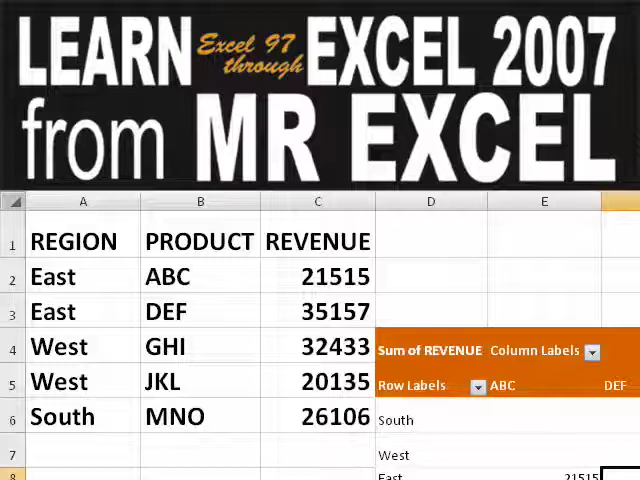 LEARN Excel 97 through EXCEL 2007
from MR EXCEL
A B C D E
1 REGION PRODUCT REVENUE
2 East ABC 21515
3 East DEF 35157
4 West GHI 32433 Sum of REVENUE Column Labels
5 West JKL 20135 Row Labels ABC DEF
6 South MNO 26106 South
7 West
8 East 21515